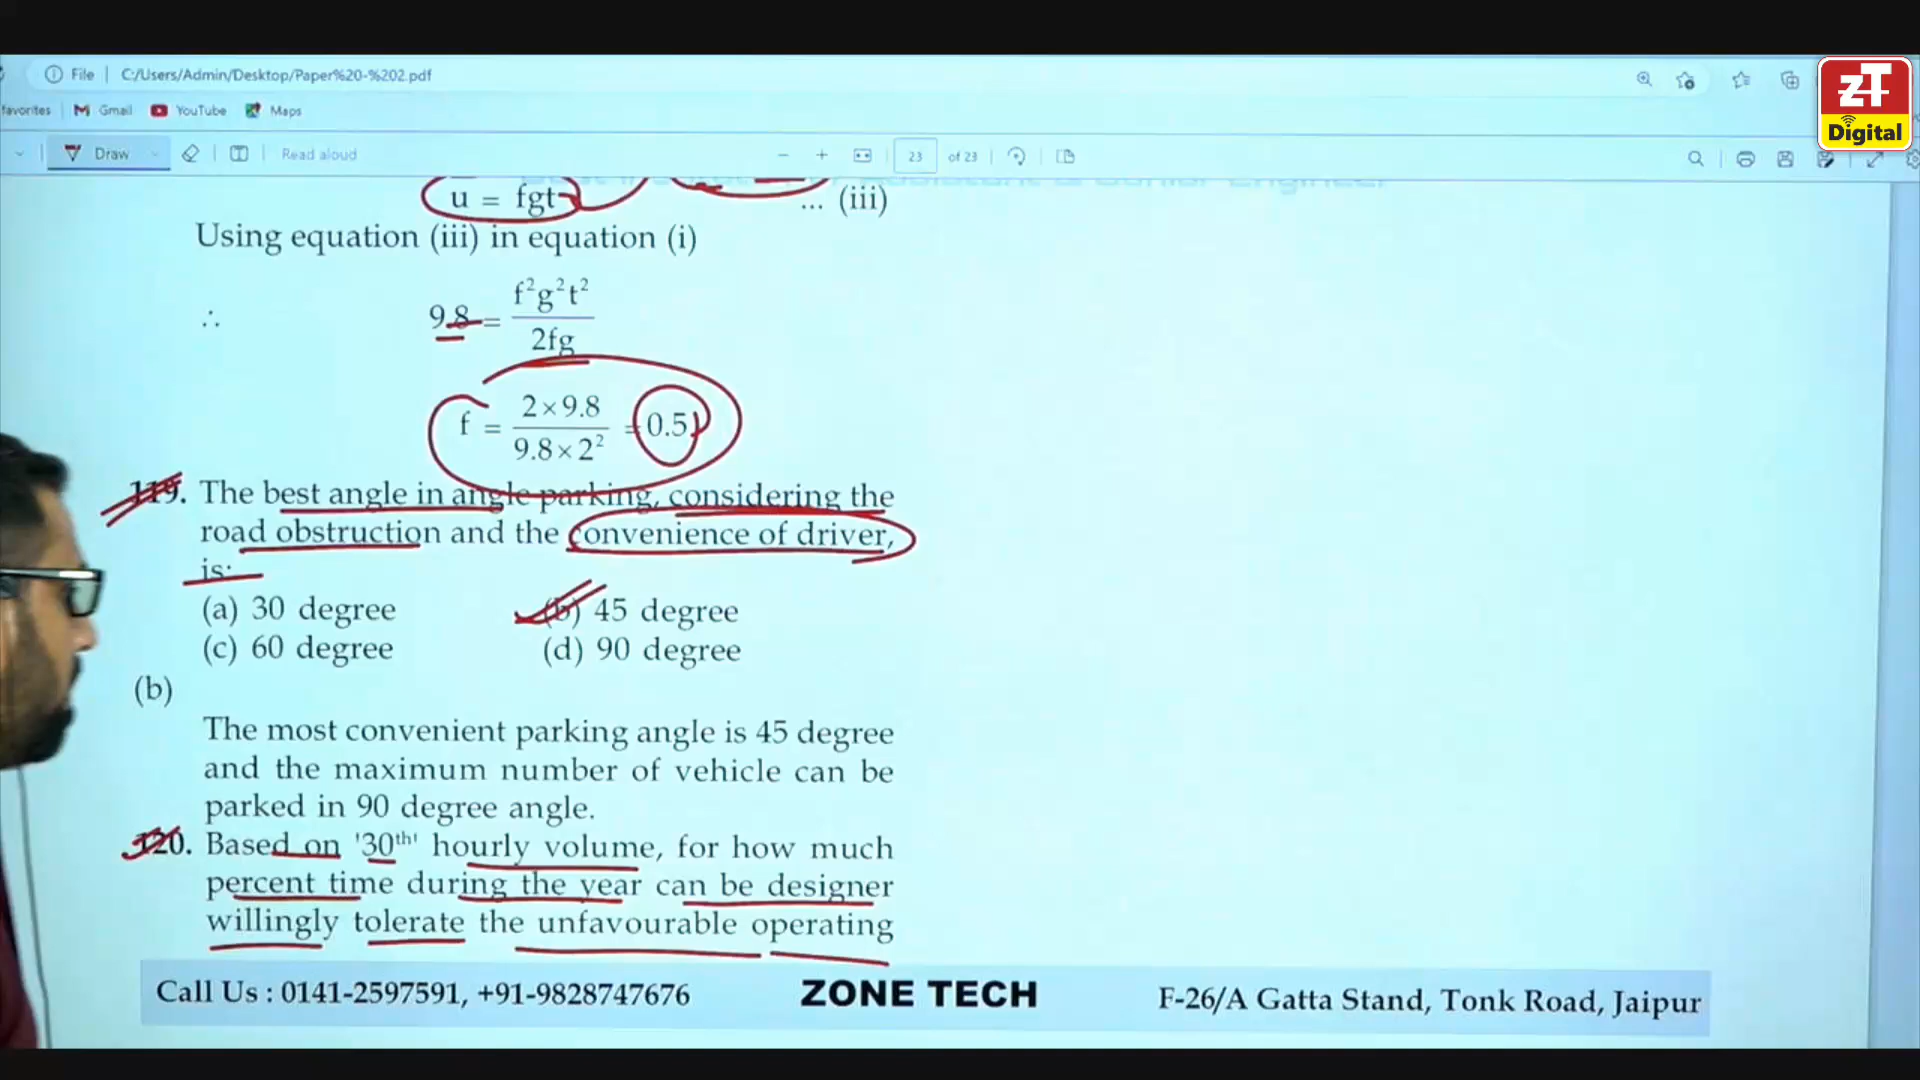 File | C:/Users/Admin/Desktop/Paper%20-%202.pdf
ZT
Digital
favorites Gmail YouTube Maps
Draw Read aloud 23 of 23
u = fgt ... (iii)
Using equation (iii) in equation (i)
∴ 9.8 = f²g²t² / 2fg
f = 2×9.8 / 9.8×2² = 0.5
119. The best angle in angle parking, considering the
road obstruction and the convenience of driver,
is:
(a) 30 degree (b) 45 degree
(c) 60 degree (d) 90 degree
(b)
The most convenient parking angle is 45 degree
and the maximum number of vehicle can be
parked in 90 degree angle.
120. Based on '30th' hourly volume, for how much
percent time during the year can be designer
willingly tolerate the unfavourable operating
Call Us : 0141-2597591, +91-9828747676 ZONE TECH F-26/A Gatta Stand, Tonk Road, Jaipur